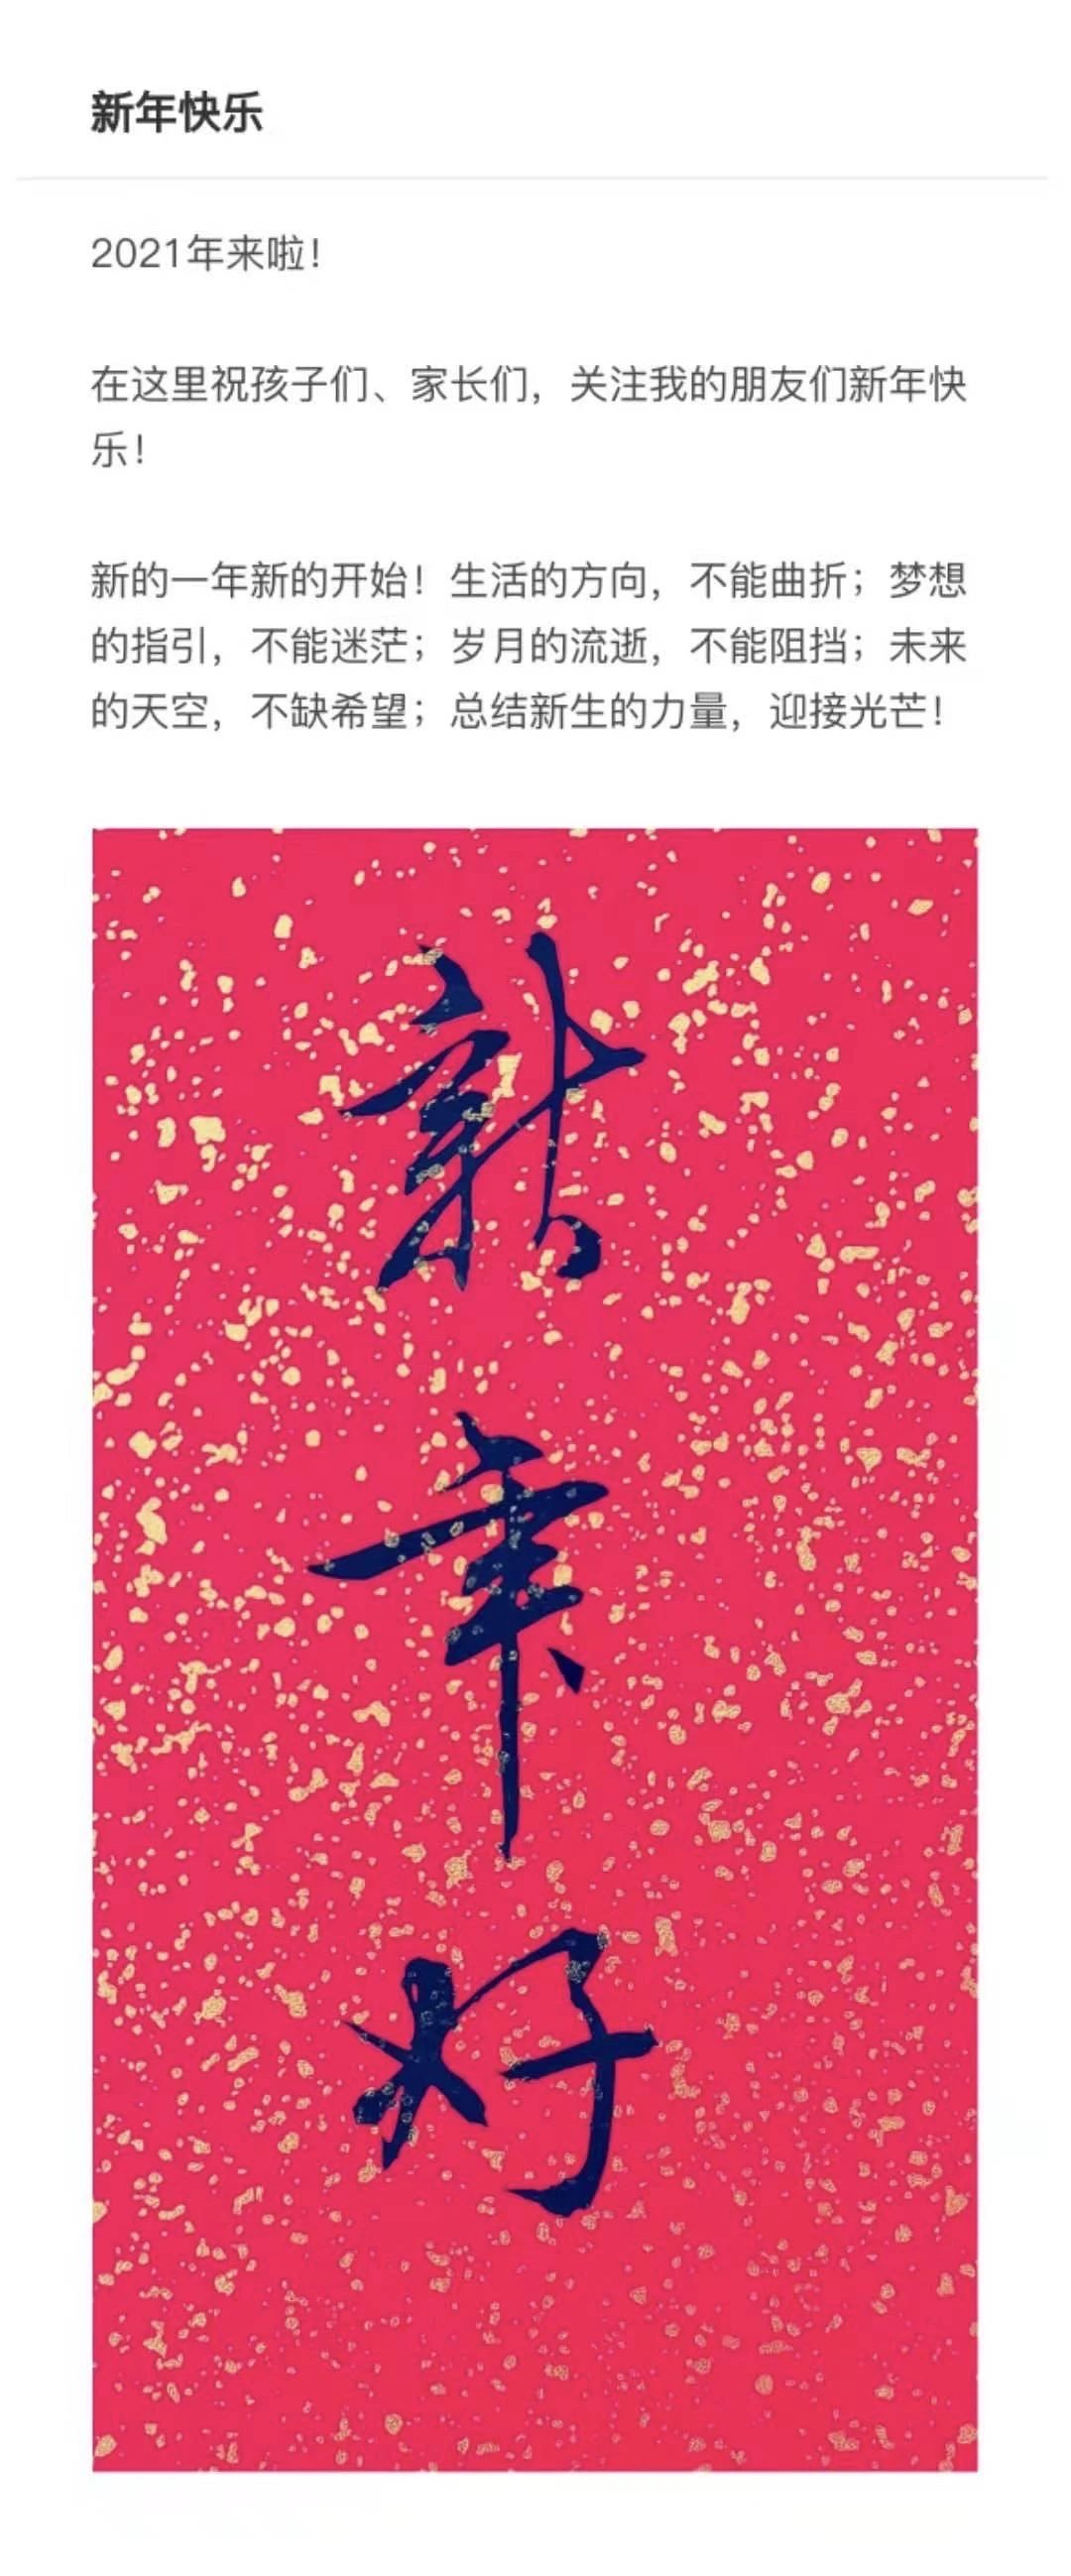 新年快乐
2021年来啦！
在这里祝孩子们、家长们，关注我的朋友们新年快
乐！
新的一年新的开始！生活的方向，不能曲折；梦想
的指引，不能迷茫；岁月的流逝，不能阻挡；未来
的天空，不缺希望；总结新生的力量，迎接光芒！
新
年
好